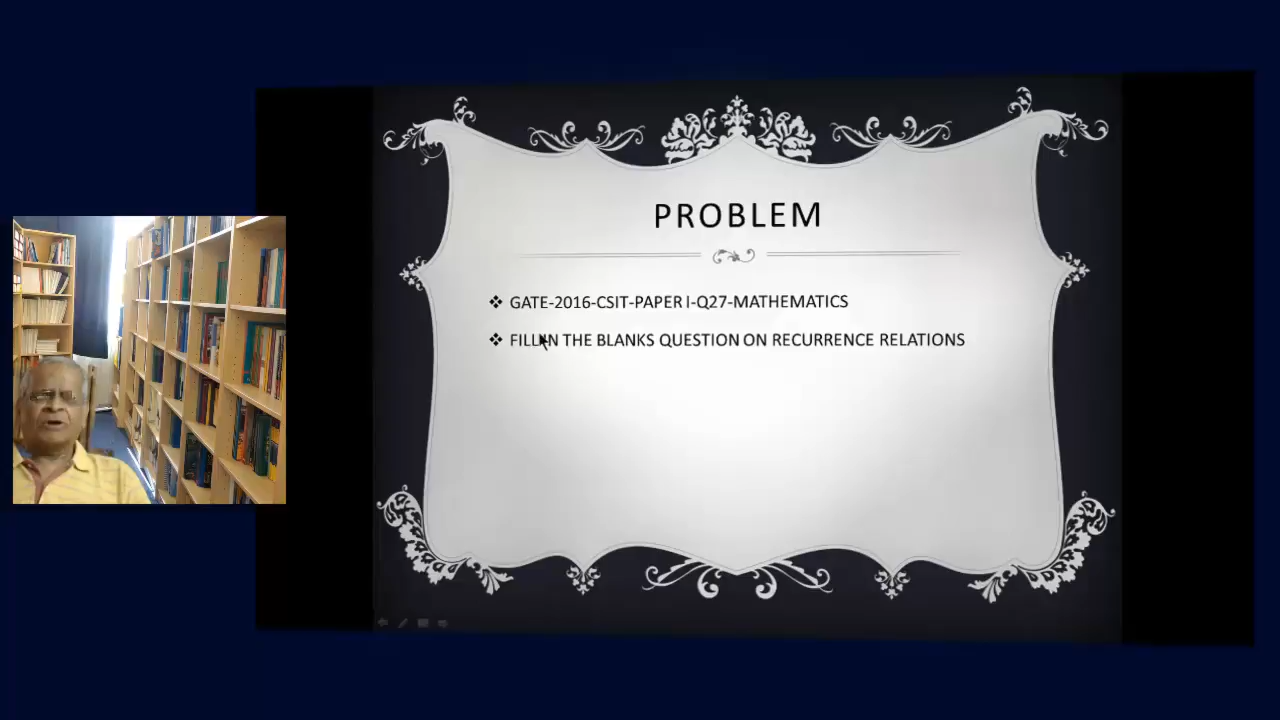 PROBLEM
GATE-2016-CSIT-PAPER I-Q27-MATHEMATICS
FILL IN THE BLANKS QUESTION ON RECURRENCE RELATIONS